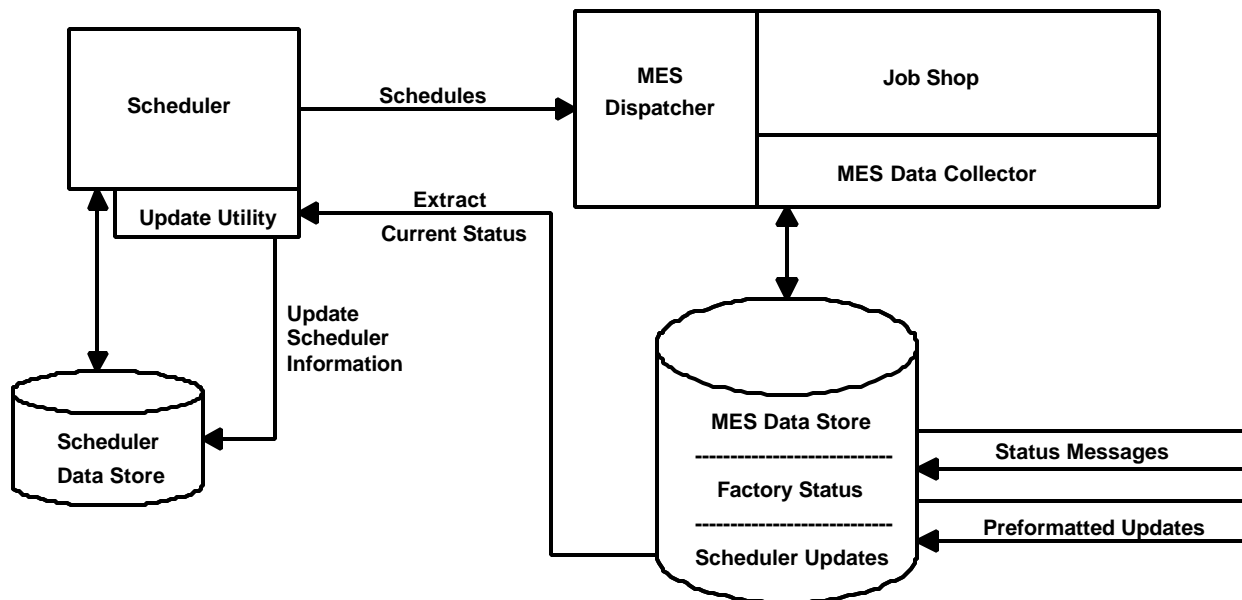 Scheduler
Schedules
MES
Dispatcher
Job Shop
MES Data Collector
Update Utility
Extract
Current Status
Update
Scheduler
Information
Scheduler
Data Store
MES Data Store
----------------------------
Factory Status
----------------------------
Scheduler Updates
Status Messages
Preformatted Updates